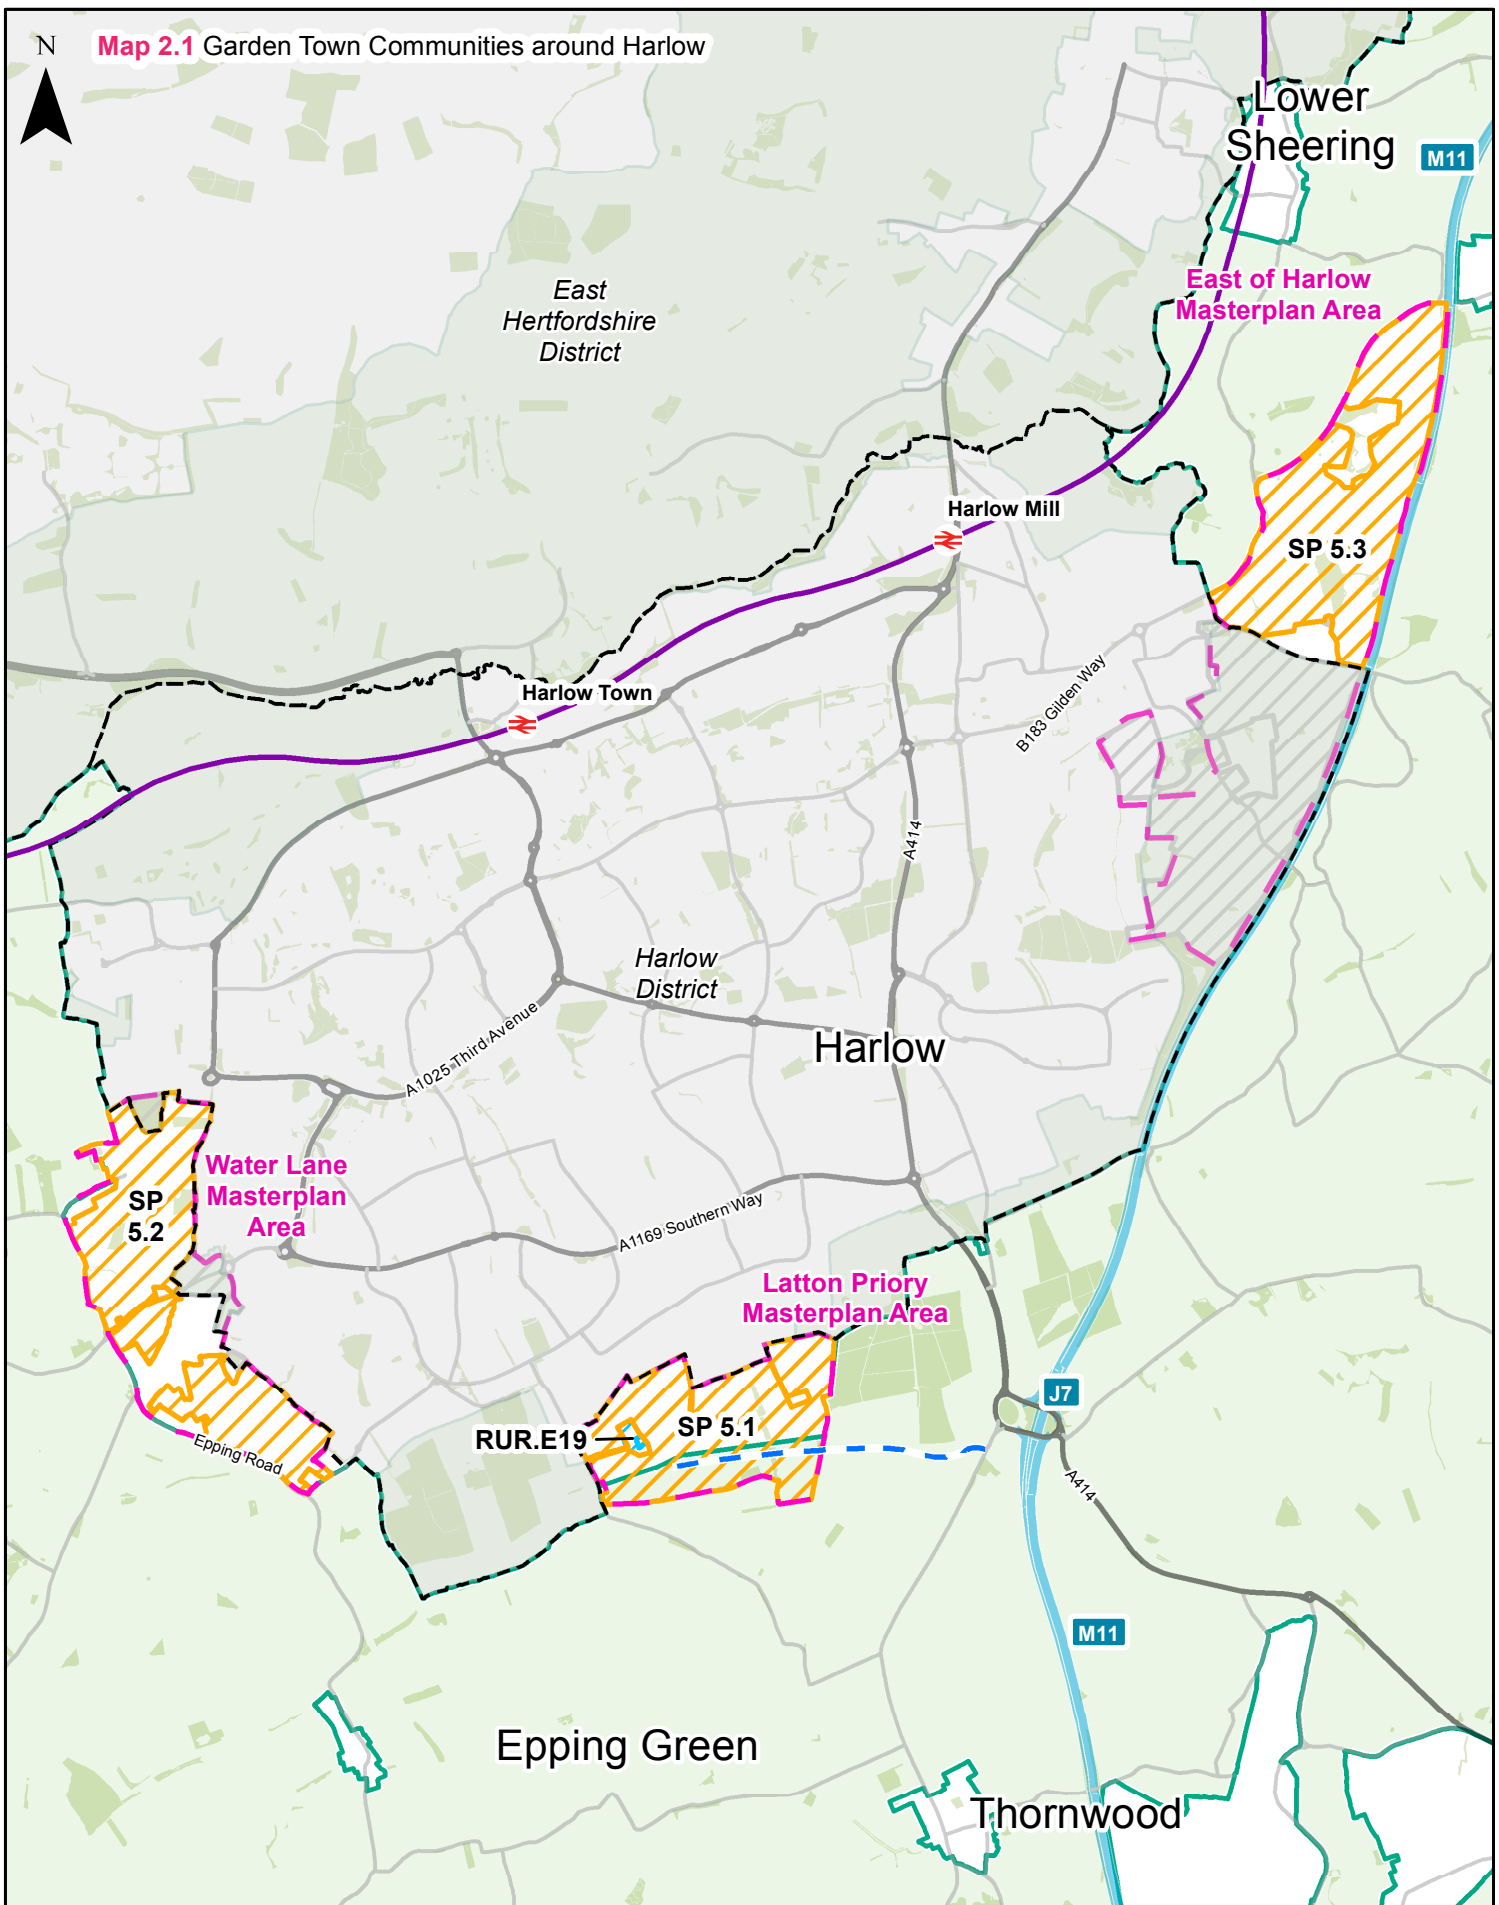 N
Map 2.1 Garden Town Communities around Harlow
Lower
Sheering
M11
East of Harlow
Masterplan Area
East
Hertfordshire
District
Harlow Mill
SP 5.3
Harlow Town
B183 Gilden Way
A414
Harlow
District
Harlow
A1025 Third Avenue
Water Lane
Masterplan
Area
SP
5.2
A1169 Southern Way
Latton Priory
Masterplan Area
J7
SP 5.1
RUR.E19
Epping Road
A414
M11
Epping Green
Thornwood